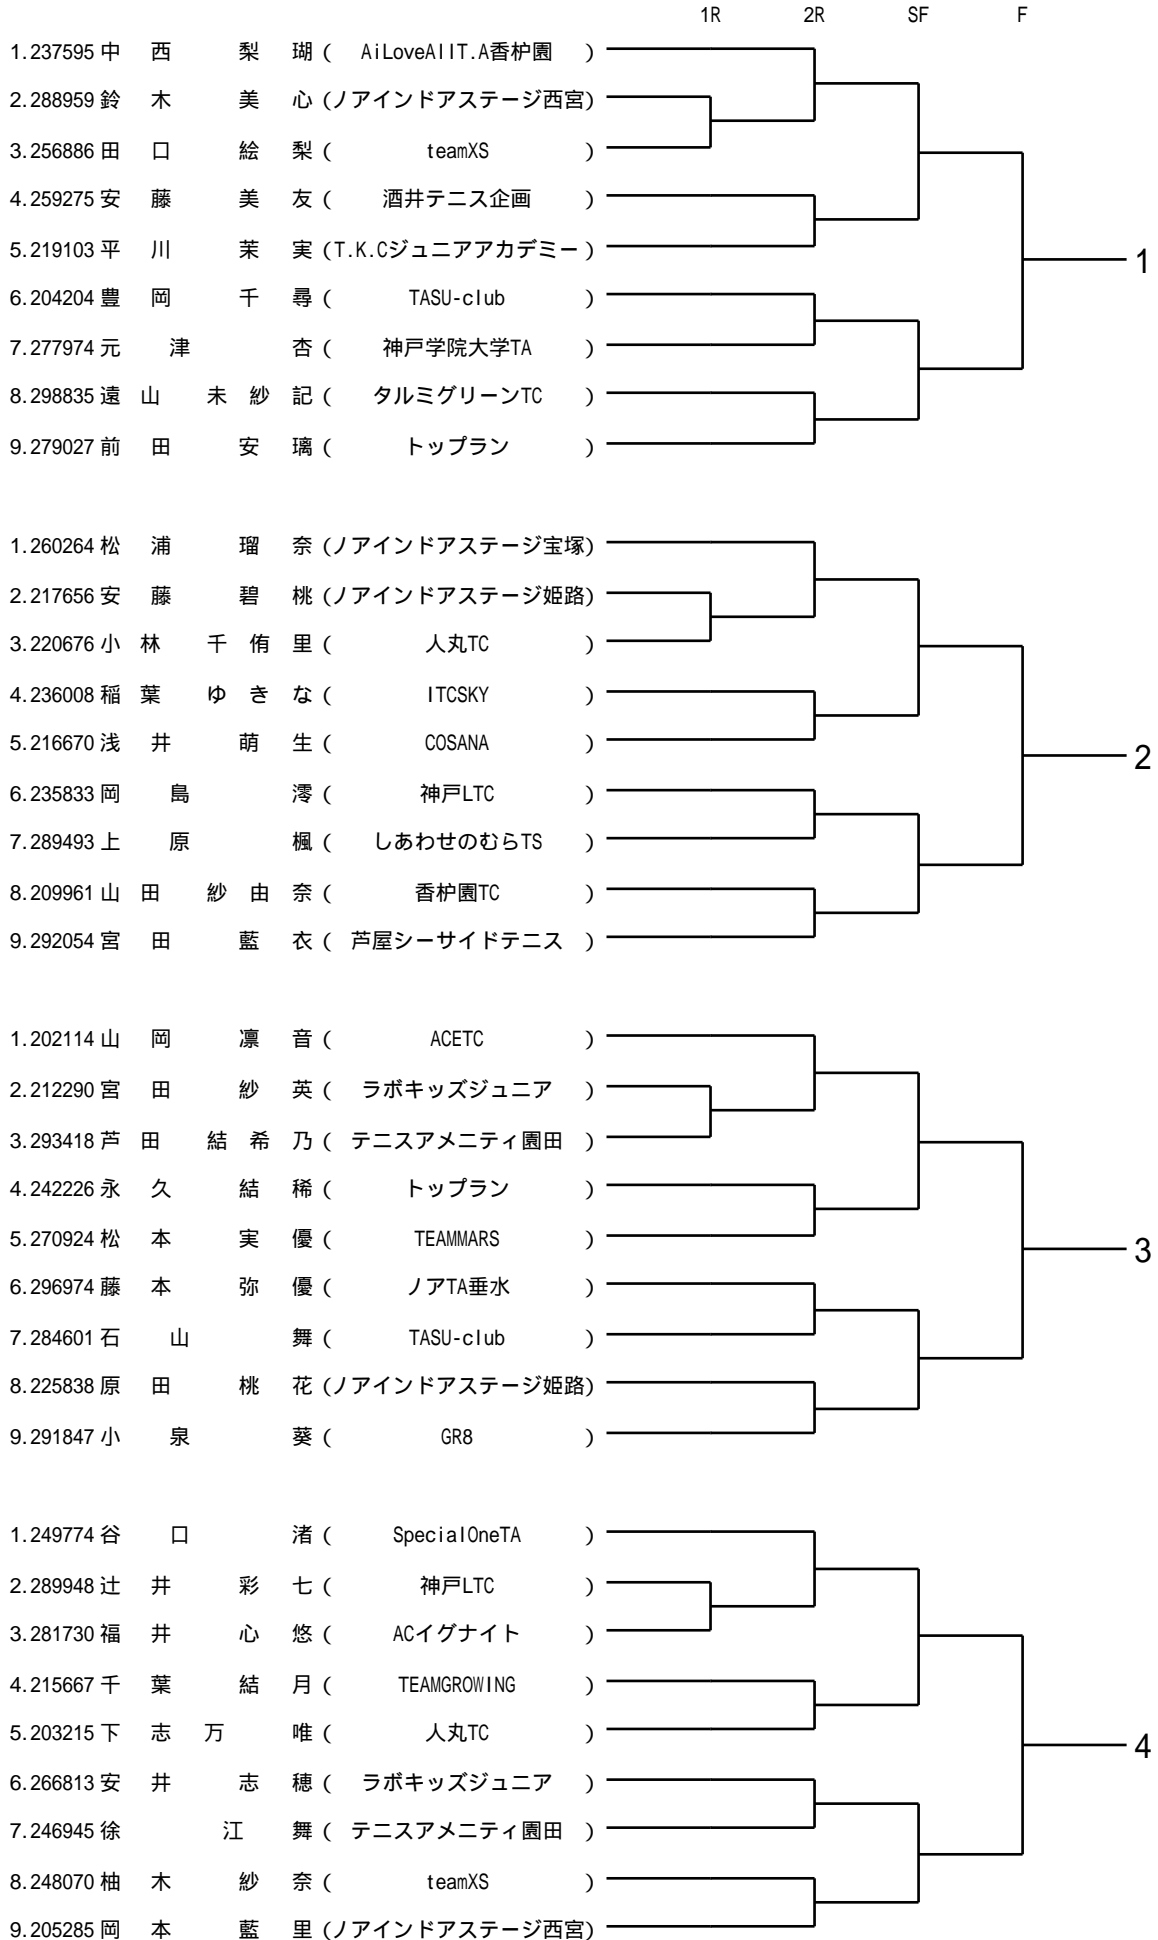 1R 2R SF F
1.237595 中 西 梨 瑚 ( AiLoveAllT.A香枦園 )
2.288959 鈴 木 美 心 (ノアインドアステージ西宮)
3.256886 田 口 絵 梨 ( teamXS )
4.259275 安 藤 美 友 ( 酒井テニス企画 )
5.219103 平 川 茉 実 (T.K.Cジュニアアカデミー)
1
6.204204 豊 岡 千 尋 ( TASU-club )
7.277974 元 津 杏 ( 神戸学院大学TA )
8.298835 遠 山 未 紗 記 ( タルミグリーンTC )
9.279027 前 田 安 璃 ( トップラン )
1.260264 松 浦 瑠 奈 (ノアインドアステージ宝塚)
2.217656 安 藤 碧 桃 (ノアインドアステージ姫路)
3.220676 小 林 千 侑 里 ( 人丸TC )
4.236008 稲 葉 ゆ き な ( ITCSKY )
5.216670 浅 井 萌 生 ( COSANA )
2
6.235833 岡 島 澪 ( 神戸LTC )
7.289493 上 原 楓 ( しあわせのむらTS )
8.209961 山 田 紗 由 奈 ( 香枦園TC )
9.292054 宮 田 藍 衣 ( 芦屋シーサイドテニス )
1.202114 山 岡 凛 音 ( ACETC )
2.212290 宮 田 紗 英 ( ラボキッズジュニア )
3.293418 芦 田 結 希 乃 ( テニスアメニティ園田 )
4.242226 永 久 結 稀 ( トップラン )
5.270924 松 本 実 優 ( TEAMMARS )
3
6.296974 藤 本 弥 優 ( ノアTA垂水 )
7.284601 石 山 舞 ( TASU-club )
8.225838 原 田 桃 花 (ノアインドアステージ姫路)
9.291847 小 泉 葵 ( GR8 )
1.249774 谷 口 渚 ( SpecialOneTA )
2.289948 辻 井 彩 七 ( 神戸LTC )
3.281730 福 井 心 悠 ( ACイグナイト )
4.215667 千 葉 結 月 ( TEAMGROWING )
5.203215 下 志 万 唯 ( 人丸TC )
4
6.266813 安 井 志 穂 ( ラボキッズジュニア )
7.246945 徐 江 舞 ( テニスアメニティ園田 )
8.248070 柚 木 紗 奈 ( teamXS )
9.205285 岡 本 藍 里 (ノアインドアステージ西宮)